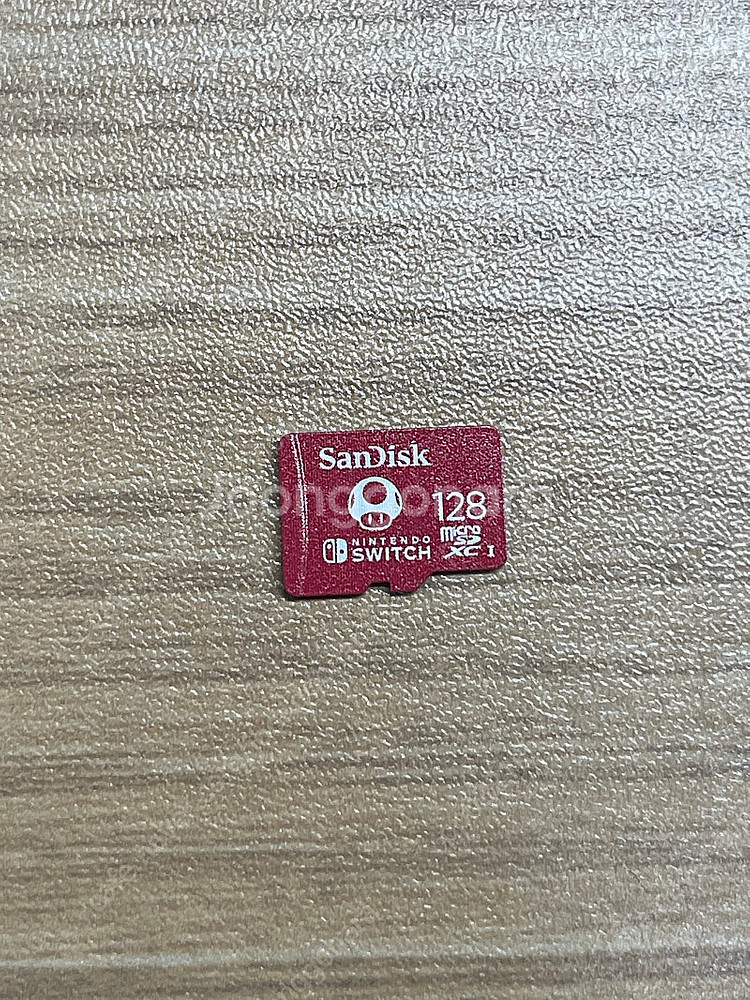 SanDisk
128
NINTENDO
SWITCH
micro
SD
XC I